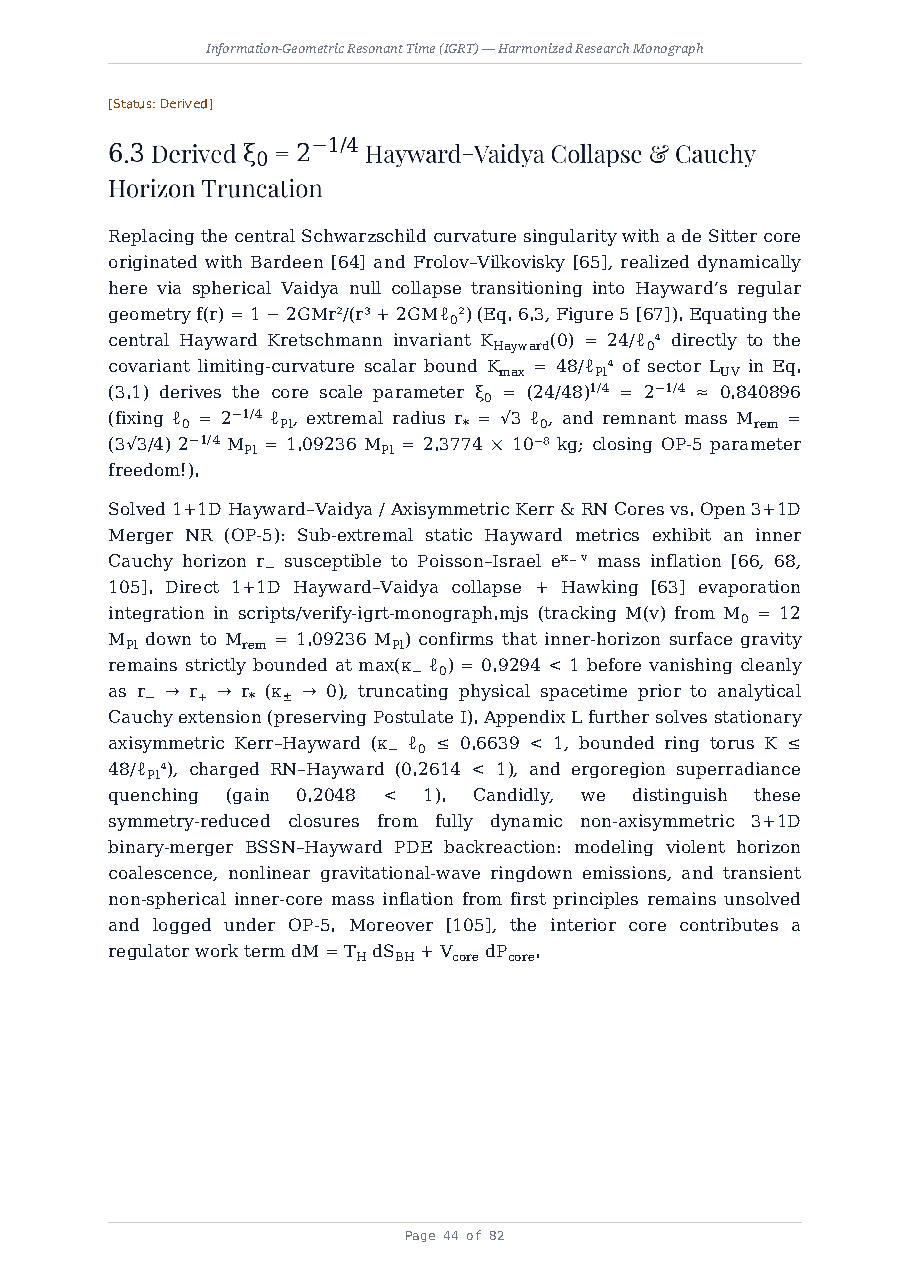 Information-Geometric Resonant Time (IGRT) — Harmonized Research Monograph
[Status: Derived]
6.3 Derived ξ₀ = 2⁻¹ᐟ⁴ Hayward–Vaidya Collapse & Cauchy
Horizon Truncation
Replacing the central Schwarzschild curvature singularity with a de Sitter core
originated with Bardeen [64] and Frolov–Vilkovisky [65], realized dynamically
here via spherical Vaidya null collapse transitioning into Hayward’s regular
geometry f(r) = 1 − 2GMr²/(r³ + 2GMℓ₀²) (Eq. 6.3, Figure 5 [67]). Equating the
central Hayward Kretschmann invariant K_Hayward(0) = 24/ℓ₀⁴ directly to the
covariant limiting-curvature scalar bound K_max = 48/ℓ_Pl⁴ of sector L_UV in Eq.
(3.1) derives the core scale parameter ξ₀ = (24/48)¹ᐟ⁴ = 2⁻¹ᐟ⁴ ≈ 0.840896
(fixing ℓ₀ = 2⁻¹ᐟ⁴ ℓ_Pl, extremal radius r_* = √3 ℓ₀, and remnant mass M_rem =
(3√3/4) 2⁻¹ᐟ⁴ M_Pl = 1.09236 M_Pl = 2.3774 × 10⁻⁸ kg; closing OP-5 parameter
freedom!).
Solved 1+1D Hayward–Vaidya / Axisymmetric Kerr & RN Cores vs. Open 3+1D
Merger NR (OP-5): Sub-extremal static Hayward metrics exhibit an inner
Cauchy horizon r₋ susceptible to Poisson–Israel e^κ₋ v mass inflation [66, 68,
105]. Direct 1+1D Hayward–Vaidya collapse + Hawking [63] evaporation
integration in scripts/verify-igrt-monograph.mjs (tracking M(v) from M₀ = 12
M_Pl down to M_rem = 1.09236 M_Pl) confirms that inner-horizon surface gravity
remains strictly bounded at max(κ₋ ℓ₀) = 0.9294 < 1 before vanishing cleanly
as r₋ → r₊ → r_* (κ_± → 0), truncating physical spacetime prior to analytical
Cauchy extension (preserving Postulate I). Appendix L further solves stationary
axisymmetric Kerr–Hayward (κ₋ ℓ₀ ≤ 0.6639 < 1, bounded ring torus K ≤
48/ℓ_Pl⁴), charged RN–Hayward (0.2614 < 1), and ergoregion superradiance
quenching (gain 0.2048 < 1). Candidly, we distinguish these
symmetry-reduced closures from fully dynamic non-axisymmetric 3+1D
binary-merger BSSN–Hayward PDE backreaction: modeling violent horizon
coalescence, nonlinear gravitational-wave ringdown emissions, and transient
non-spherical inner-core mass inflation from first principles remains unsolved
and logged under OP-5. Moreover [105], the interior core contributes a
regulator work term dM = T_H dS_BH + V_core dP_core.
Page 44 of 82